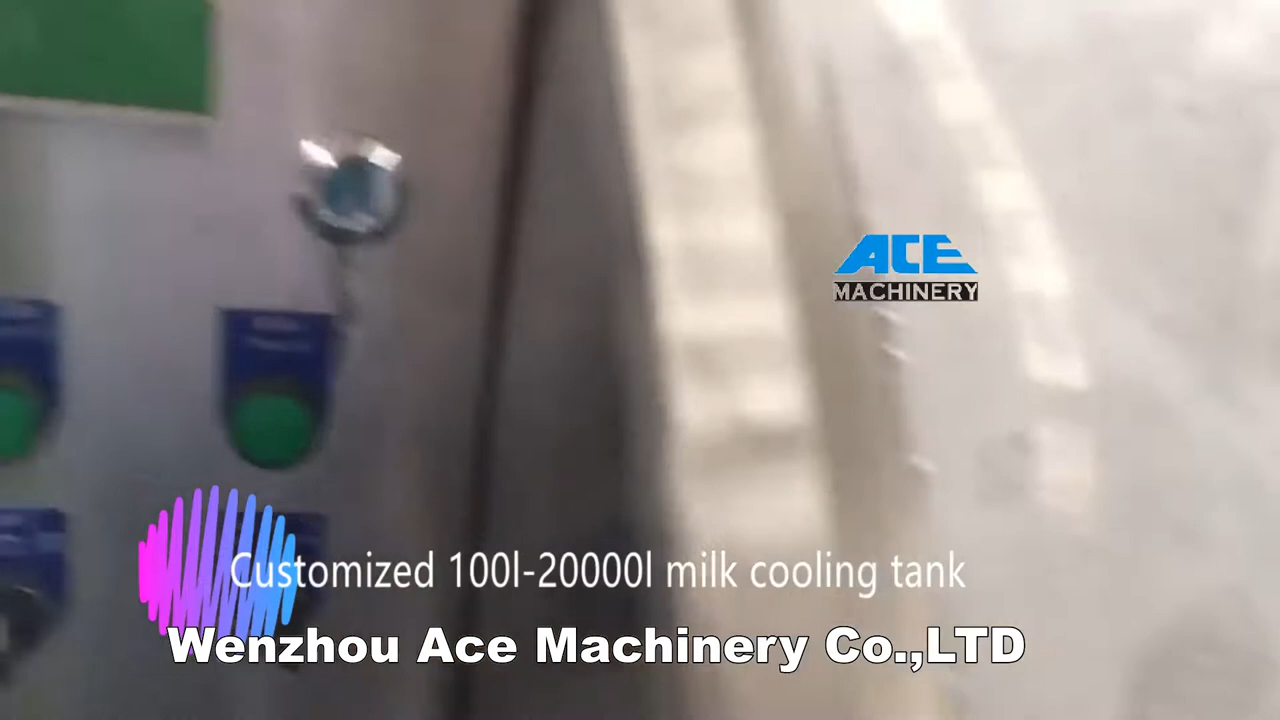 ACE
MACHINERY
Customized 100l-20000l milk cooling tank
Wenzhou Ace Machinery Co.,LTD